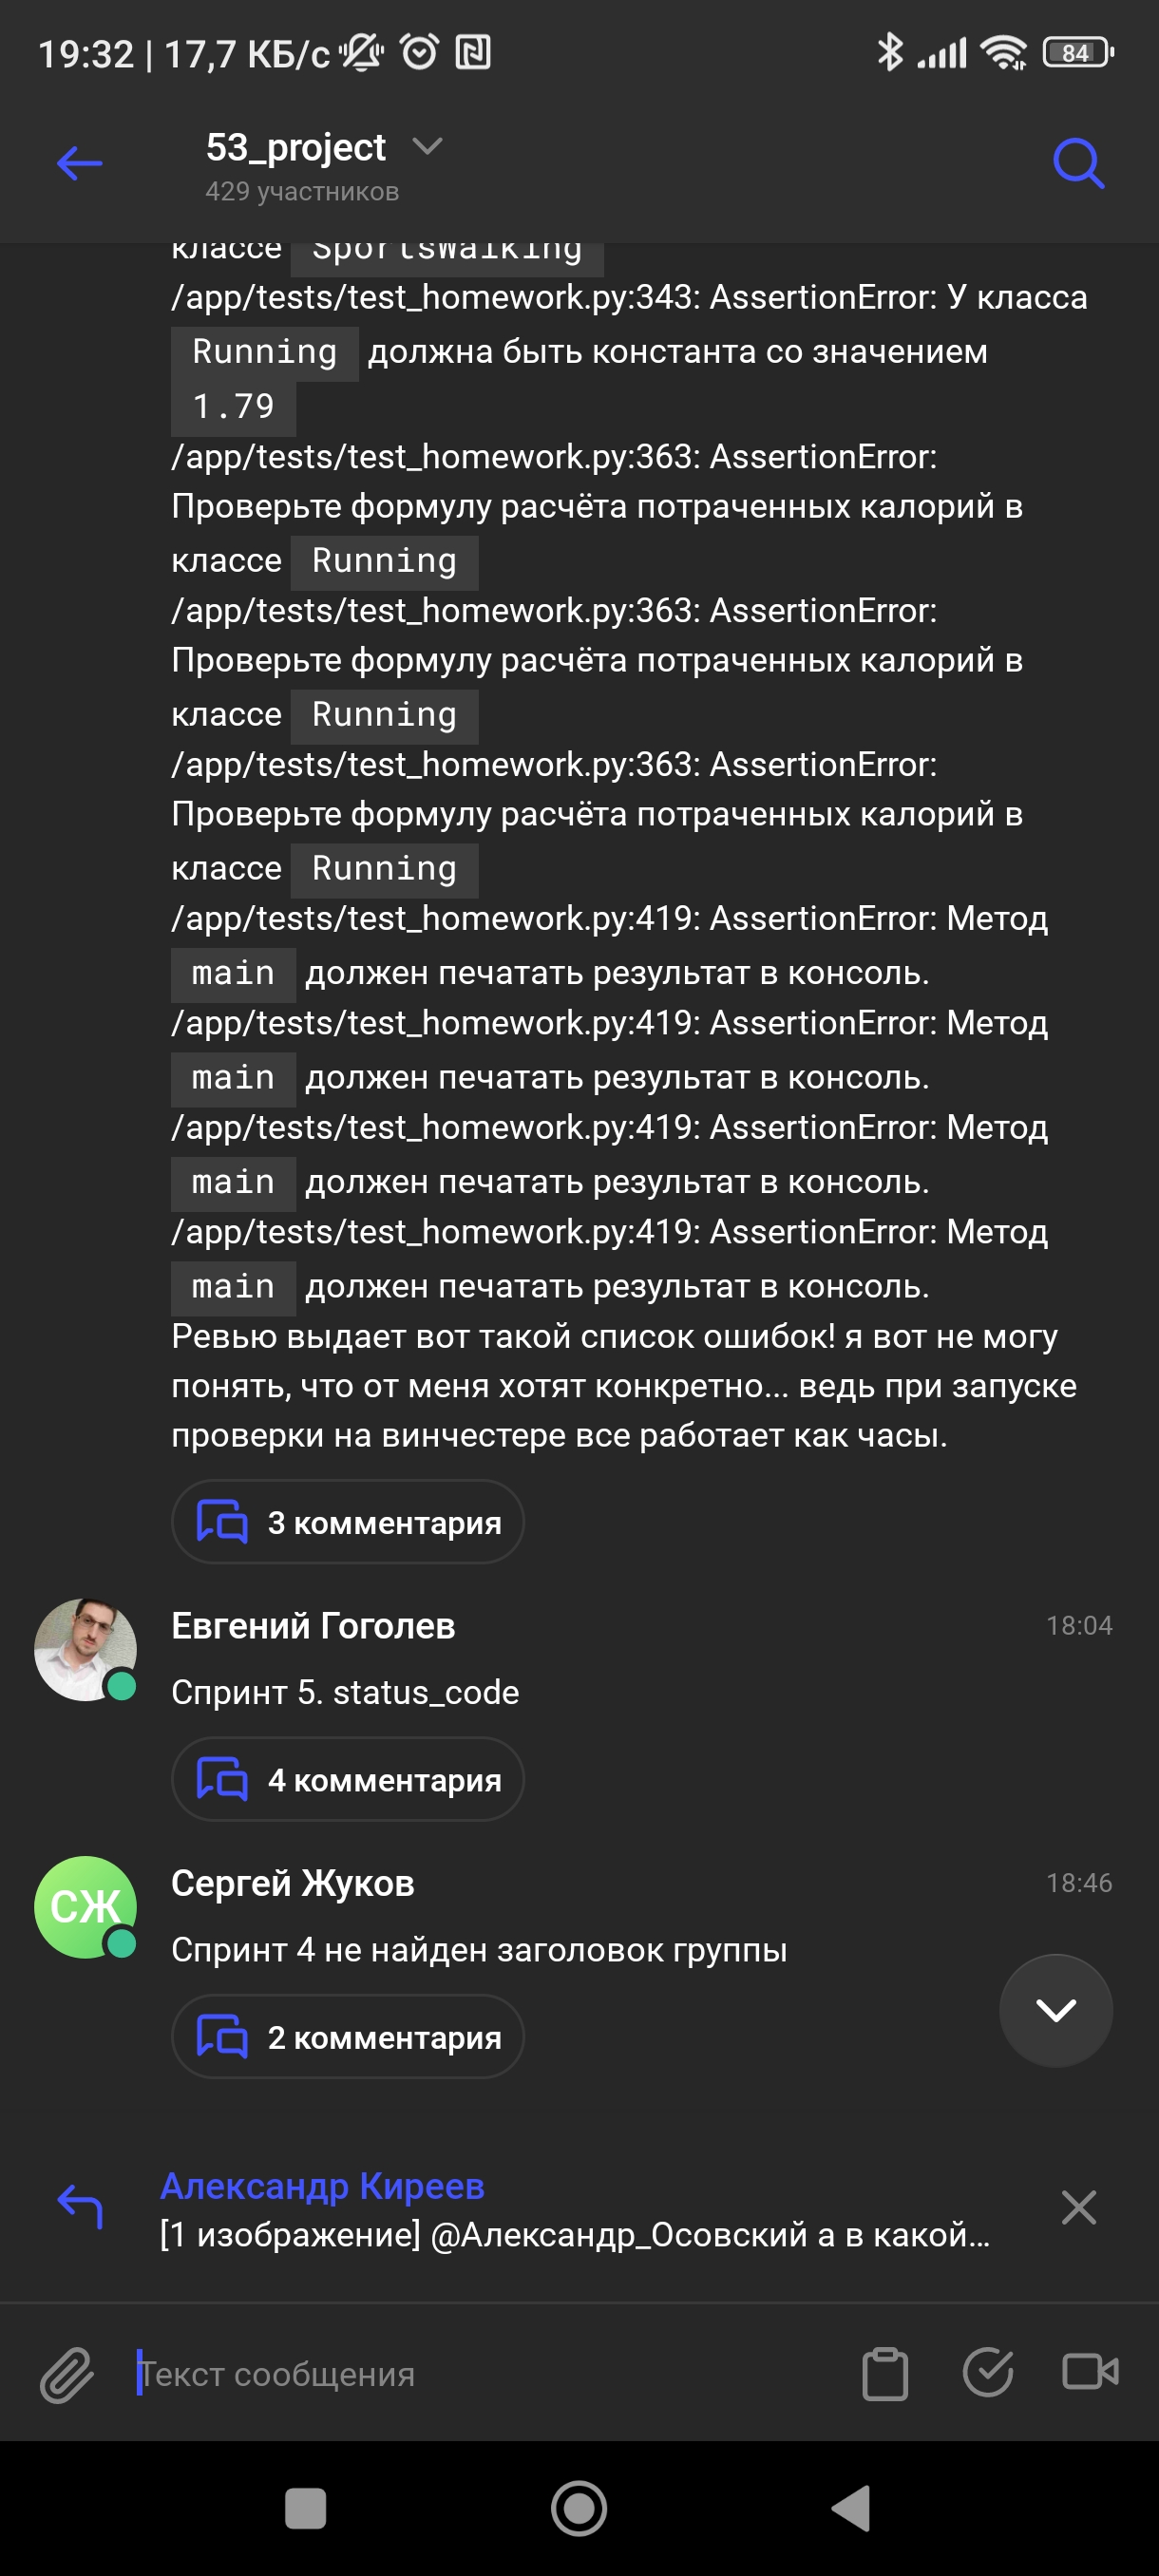 19:32 | 17,7 КБ/с
84
53_project
429 участников
классе SportsWalking
/app/tests/test_homework.py:343: AssertionError: У класса
Running должна быть константа со значением
1.79
/app/tests/test_homework.py:363: AssertionError:
Проверьте формулу расчёта потраченных калорий в
классе Running
/app/tests/test_homework.py:363: AssertionError:
Проверьте формулу расчёта потраченных калорий в
классе Running
/app/tests/test_homework.py:363: AssertionError:
Проверьте формулу расчёта потраченных калорий в
классе Running
/app/tests/test_homework.py:419: AssertionError: Метод
main должен печатать результат в консоль.
/app/tests/test_homework.py:419: AssertionError: Метод
main должен печатать результат в консоль.
/app/tests/test_homework.py:419: AssertionError: Метод
main должен печатать результат в консоль.
/app/tests/test_homework.py:419: AssertionError: Метод
main должен печатать результат в консоль.
Ревью выдает вот такой список ошибок! я вот не могу
понять, что от меня хотят конкретно... ведь при запуске
проверки на винчестере все работает как часы.
3 комментария
Евгений Гоголев 18:04
Спринт 5. status_code
4 комментария
СЖ
Сергей Жуков 18:46
Спринт 4 не найден заголовок группы
2 комментария
Александр Киреев
[1 изображение] @Александр_Осовский а в какой...
Текст сообщения